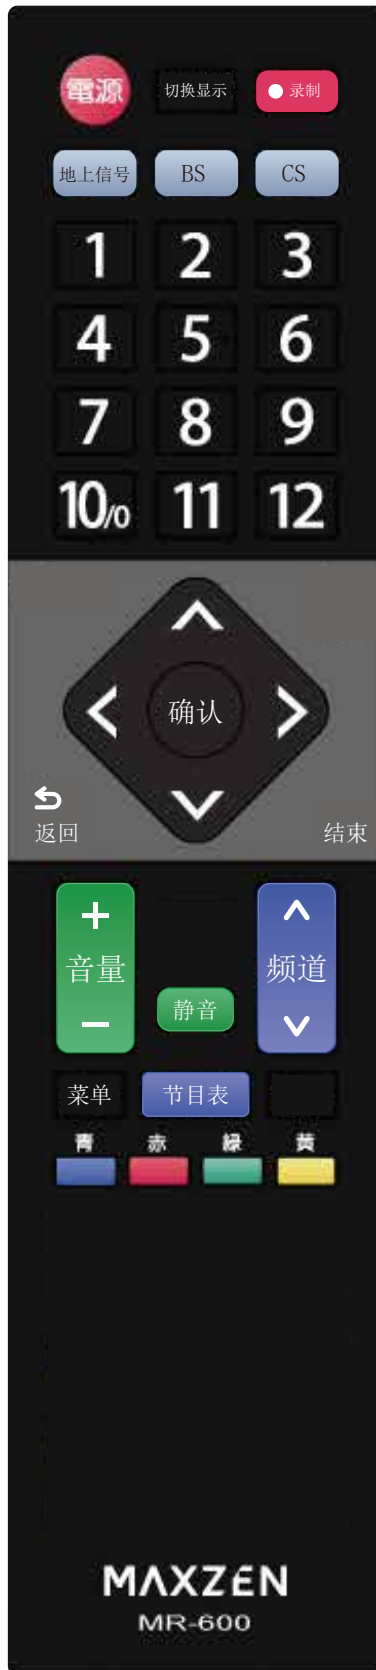 電源 切换显示 录制
地上信号 BS CS
1 2 3
4 5 6
7 8 9
10/0 11 12
确认
返回 结束
+
音量 频道
静音
−
菜单 节目表
青 赤 緑 黄
MAXZEN
MR-600